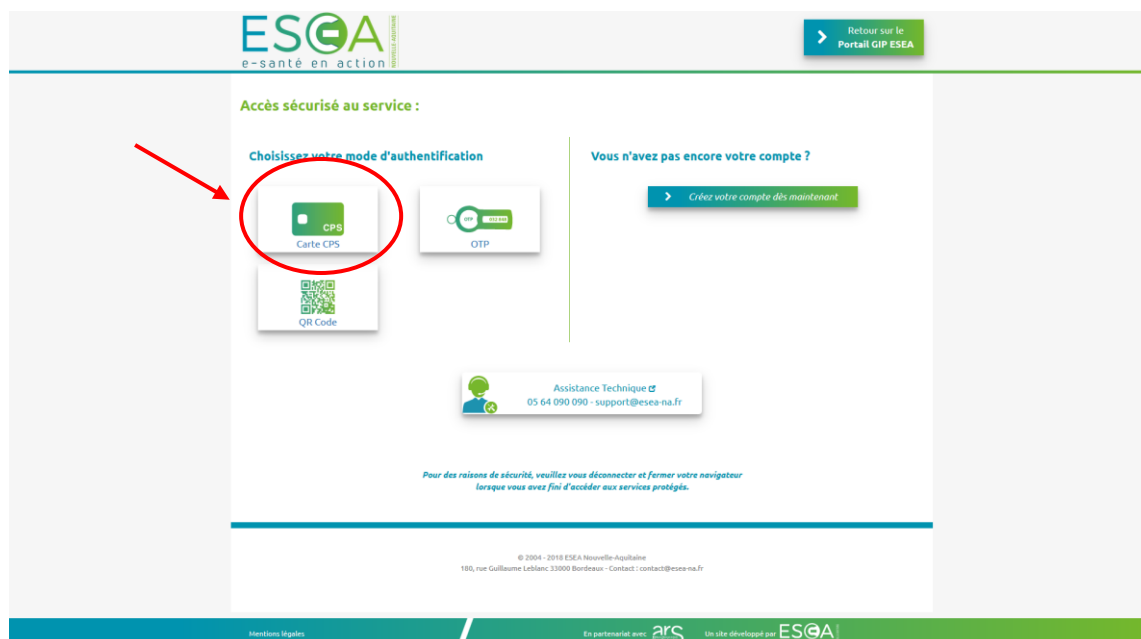 ESEA
NOUVELLE-AQUITAINE
e-santé en action
Retour sur le
Portail GIP ESEA
Accès sécurisé au service :
Choisissez votre mode d'authentification
Vous n'avez pas encore votre compte ?
Créez votre compte dès maintenant
CPS
Carte CPS
OTP
OTP
QR Code
Assistance Technique
05 64 090 090 - support@esea-na.fr
Pour des raisons de sécurité, veuillez vous déconnecter et fermer votre navigateur
lorsque vous avez fini d'accéder aux services protégés.
© 2004 - 2018 ESEA Nouvelle-Aquitaine
180, rue Guillaume Leblanc 33000 Bordeaux - Contact : contact@esea-na.fr
Mentions légales
En partenariat avec ars
Un site développé par ESEA